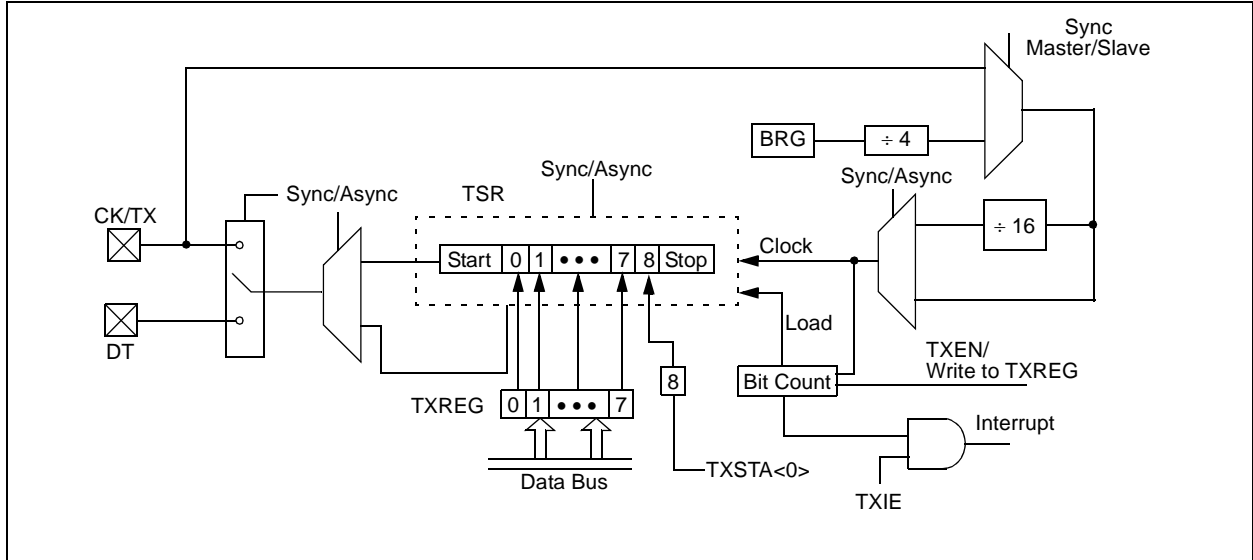 Sync
Master/Slave
BRG
÷ 4
Sync/Async
TSR
Sync/Async
Sync/Async
CK/TX
÷ 16
Start 0 1 ••• 7 8 Stop
Clock
Load
DT
TXEN/
Write to TXREG
8
Bit Count
TXREG 0 1 ••• 7
Interrupt
TXSTA<0>
Data Bus
TXIE